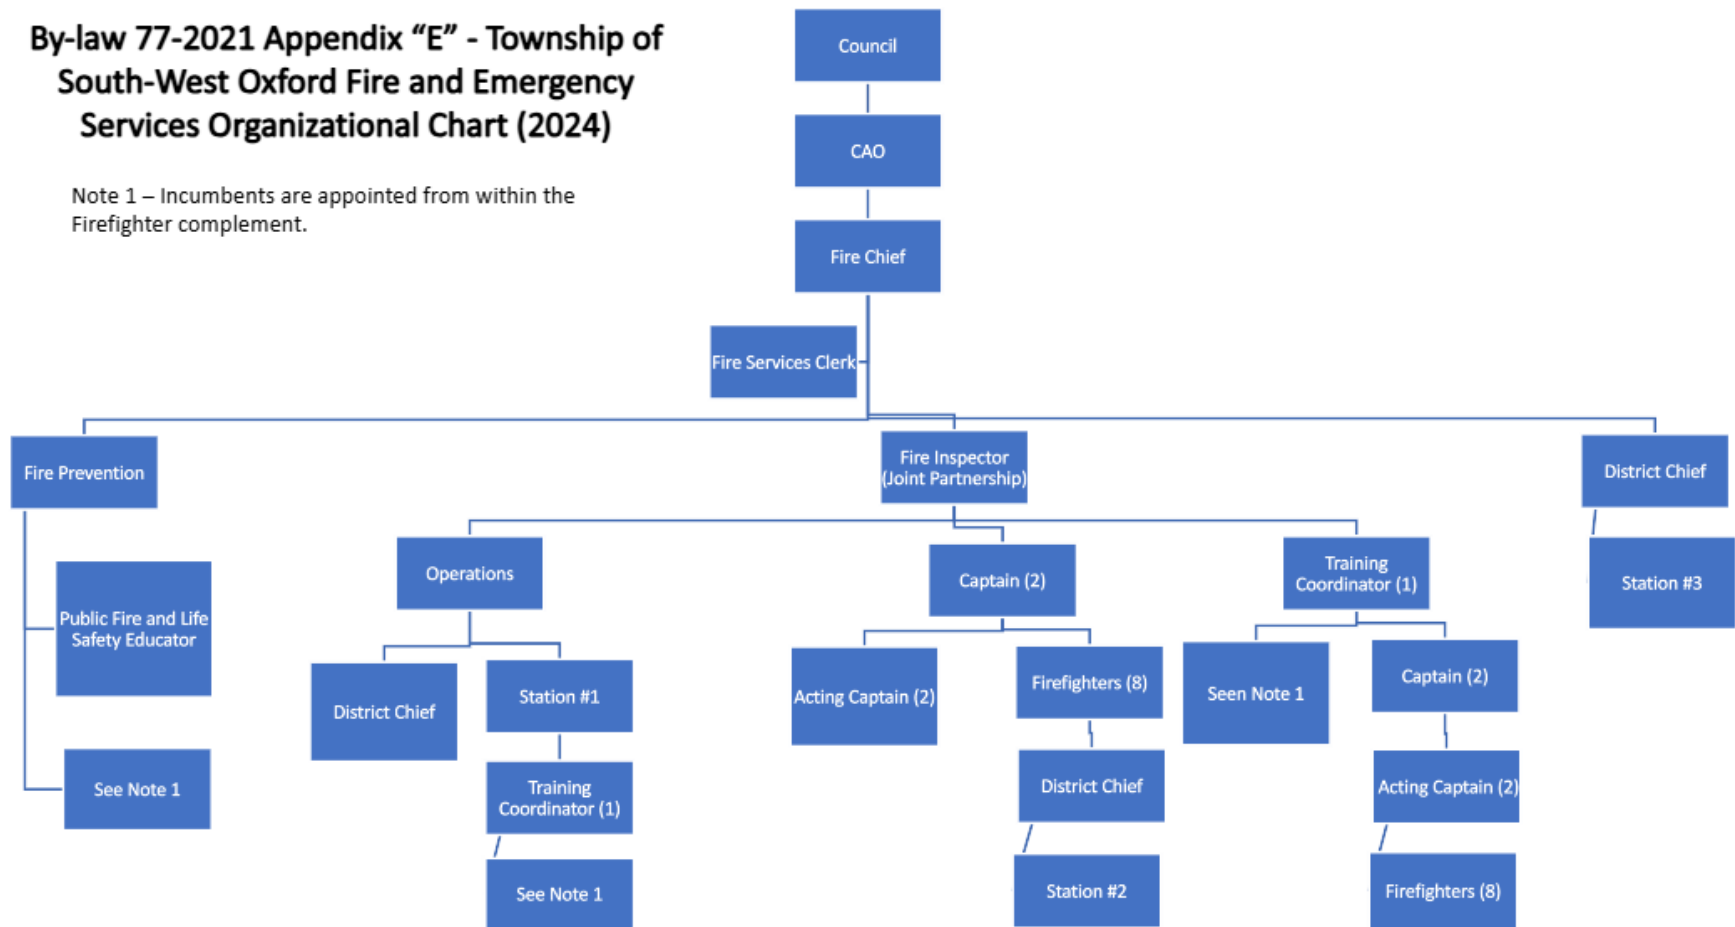 By-law 77-2021 Appendix “E” - Township of
South-West Oxford Fire and Emergency
Services Organizational Chart (2024)
Note 1 – Incumbents are appointed from within the
Firefighter complement.
Council
CAO
Fire Chief
Fire Services Clerk
Fire Prevention
Public Fire and Life
Safety Educator
See Note 1
Fire Inspector
(Joint Partnership)
Operations
District Chief
Station #1
Training
Coordinator (1)
See Note 1
Captain (2)
Acting Captain (2)
Firefighters (8)
District Chief
Station #2
Training
Coordinator (1)
Seen Note 1
Captain (2)
Acting Captain (2)
Firefighters (8)
District Chief
Station #3